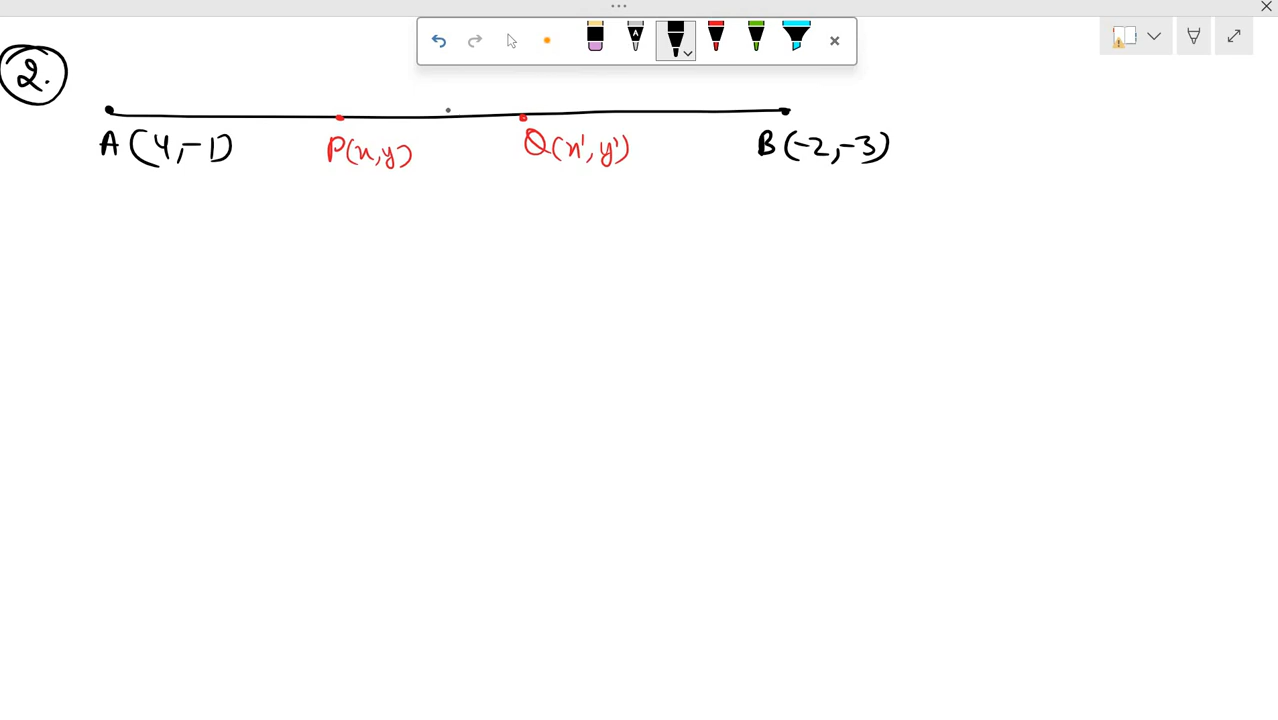 2.
A (4,-1) P(x,y) Q(x',y') B (-2,-3)